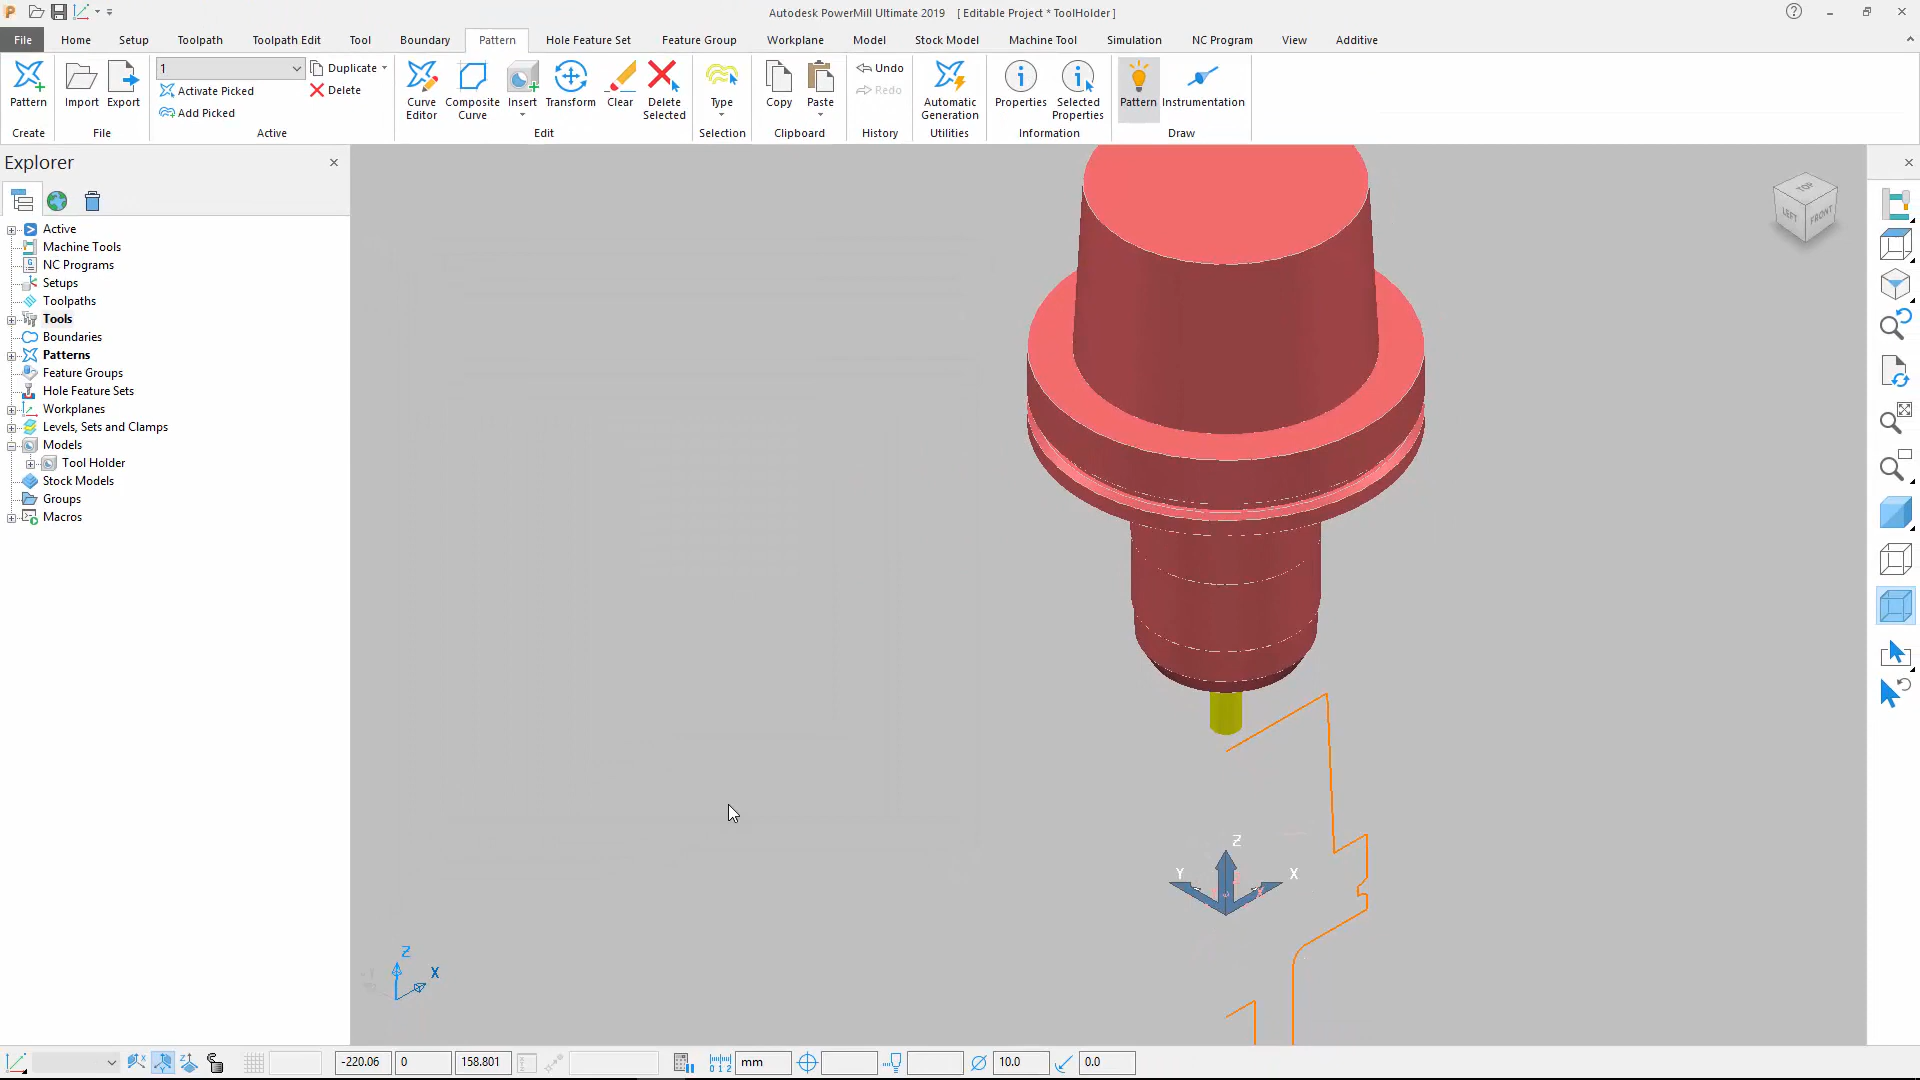 Autodesk PowerMill Ultimate 2019 [ Editable Project * ToolHolder ]
File Home Setup Toolpath Toolpath Edit Tool Boundary Pattern Hole Feature Set Feature Group Workplane Model Stock Model Machine Tool Simulation NC Program View Additive
Pattern
Import
Export
1
Activate Picked
Add Picked
Duplicate
Delete
Curve Editor
Composite Curve
Insert
Transform
Clear
Delete Selected
Type
Copy
Paste
Undo
Redo
Automatic Generation
Properties
Selected Properties
Pattern
Instrumentation
Create File Active Edit Selection Clipboard History Utilities Information Draw
Explorer
Active
Machine Tools
NC Programs
Setups
Toolpaths
Tools
Boundaries
Patterns
Feature Groups
Hole Feature Sets
Workplanes
Levels, Sets and Clamps
Models
Tool Holder
Stock Models
Groups
Macros
TOP
LEFT
FRONT
Z
Y
X
Z
X
-220.06 0 158.801 mm 10.0 0.0